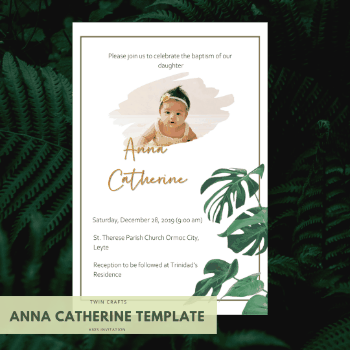 Please join us to celebrate the baptism of our
daughter
Anna
Catherine
Saturday, December 28, 2019 (9:00 am)
St. Therese Parish Church Ormoc City,
Leyte
Reception to be followed at Trinidad's
Residence
TWIN CRAFTS
ANNA CATHERINE TEMPLATE